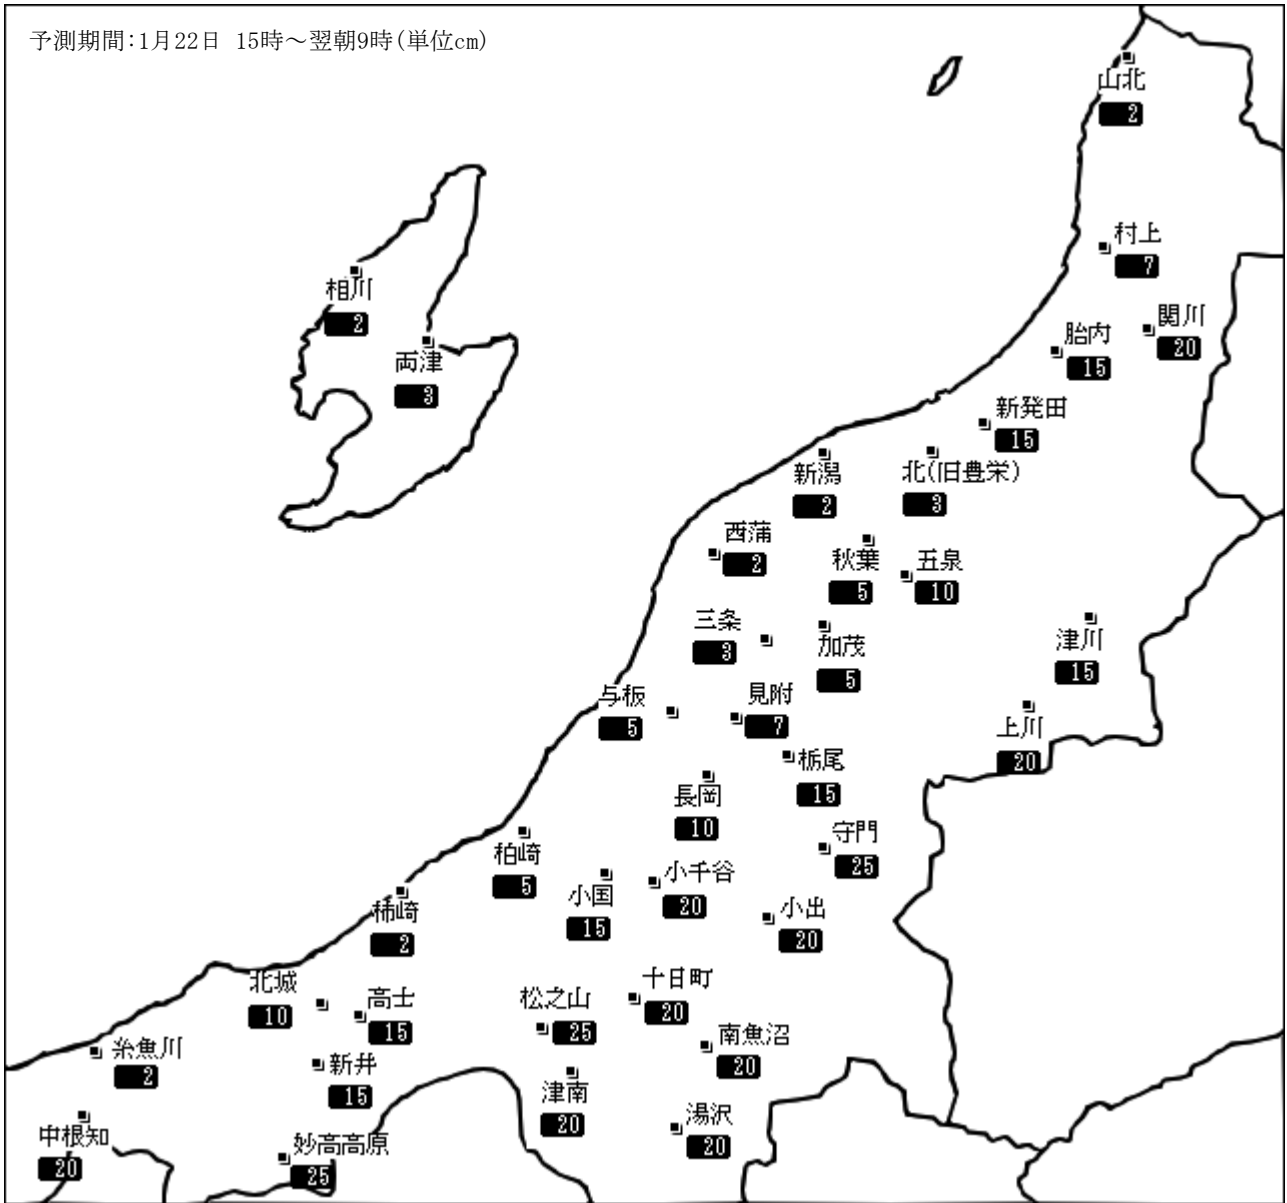 予測期間:1月22日 15時～翌朝9時(単位cm)
山北
2
村上
7
相川
2
両津
3
関川
20
胎内
15
新発田
15
新潟
2
北(旧豊栄)
3
西蒲
2
秋葉
5
五泉
10
三条
3
加茂
5
津川
15
与板
5
見附
7
上川
20
栃尾
15
長岡
10
守門
25
柏崎
5
小国
15
小千谷
20
小出
20
柿崎
2
北城
10
高士
15
松之山
25
十日町
20
南魚沼
20
糸魚川
2
新井
15
津南
20
湯沢
20
中根知
20
妙高高原
25